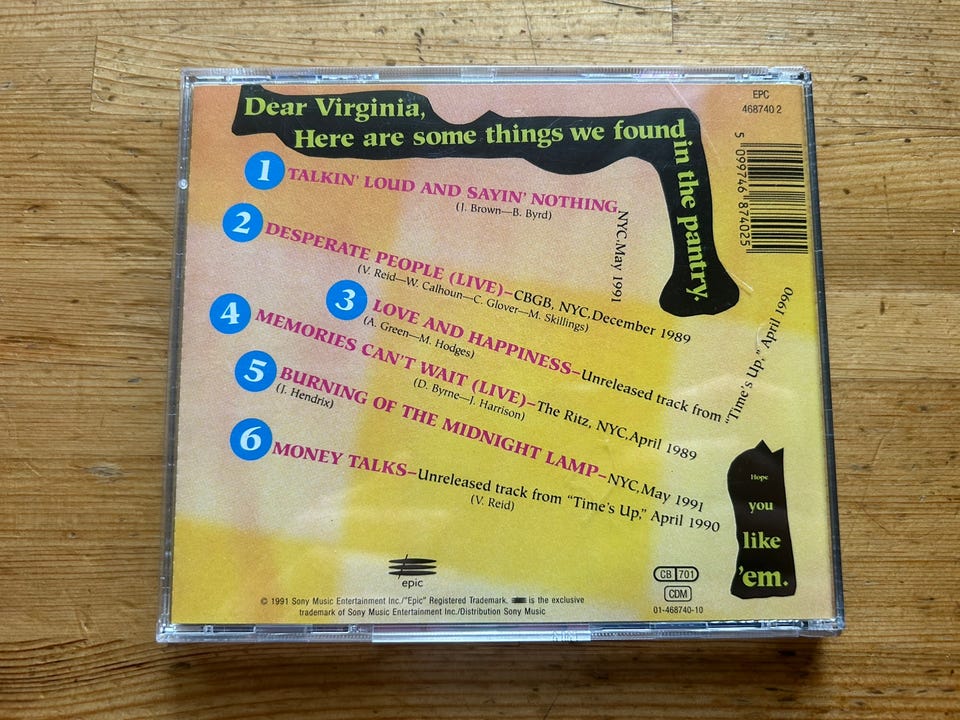 Dear Virginia,
Here are some things we found
in the pantry.
EPC
468740 2
5 099746 874025
1 TALKIN' LOUD AND SAYIN' NOTHING
(J. Brown—B. Byrd)
NYC, May 1991
2 DESPERATE PEOPLE (LIVE)–CBGB, NYC, December 1989
(V. Reid—W. Calhoun—C. Glover—M. Skillings)
3 LOVE AND HAPPINESS–Unreleased track from "Time's Up," April 1990
(A. Green—M. Hodges)
4 MEMORIES CAN'T WAIT (LIVE)–The Ritz, NYC, April 1989
(D. Byrne—J. Harrison)
5 BURNING OF THE MIDNIGHT LAMP–NYC, May 1991
(J. Hendrix)
6 MONEY TALKS–Unreleased track from "Time's Up," April 1990
(V. Reid)
Hope
you
like
'em.
epic
CB 701
CDM
01-468740-10
© 1991 Sony Music Entertainment Inc./"Epic" Registered Trademark, is the exclusive
trademark of Sony Music Entertainment Inc./Distribution Sony Music